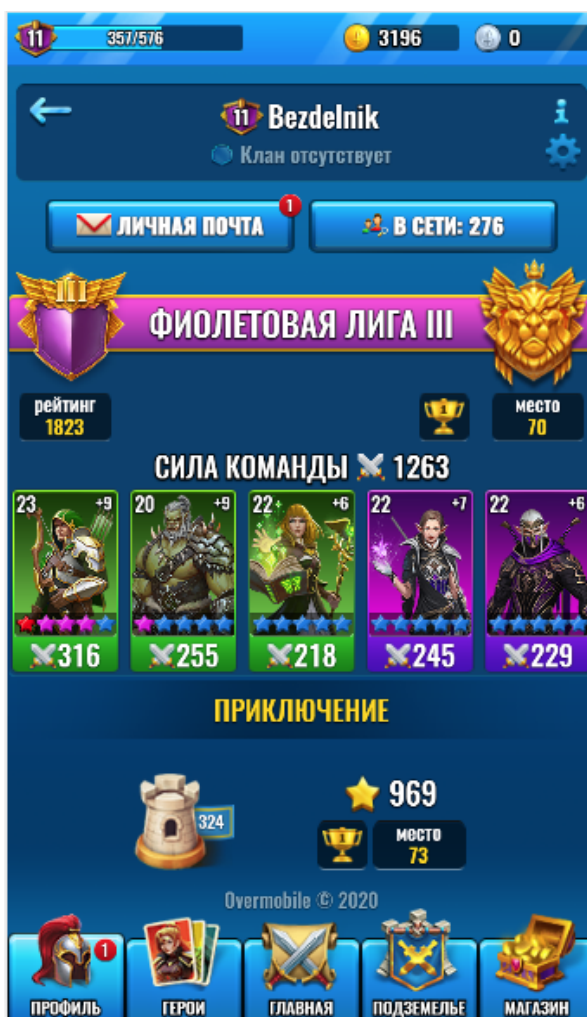 11 357/576 3196 0
11 Bezdelnik
Клан отсутствует
ЛИЧНАЯ ПОЧТА 1 В СЕТИ: 276
III ФИОЛЕТОВАЯ ЛИГА III
рейтинг
1823
1
место
70
СИЛА КОМАНДЫ 1263
23 +9 20 +9 22 +6 22 +7 22 +6
316 255 218 245 229
ПРИКЛЮЧЕНИЕ
324
969
1
место
73
Overmobile © 2020
1
ПРОФИЛЬ ГЕРОИ ГЛАВНАЯ ПОДЗЕМЕЛЬЕ МАГАЗИН